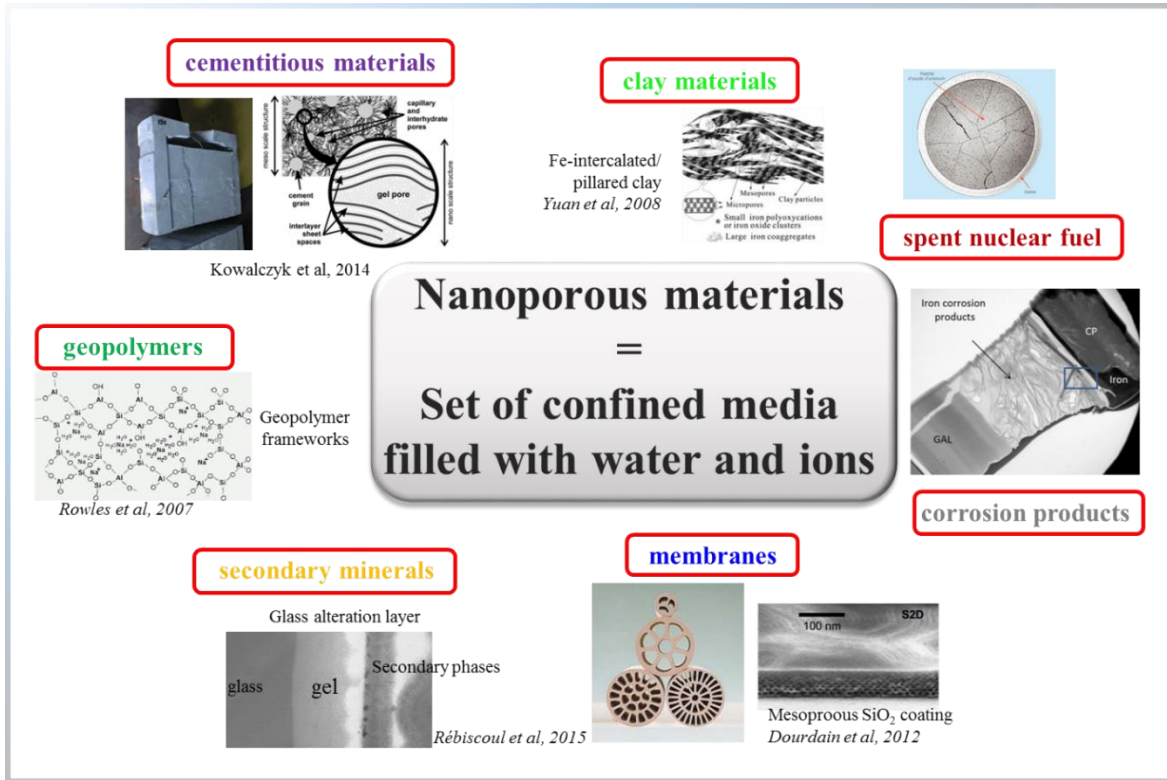 cementitious materials
meso scale structure
capillary
and
interhydrate
pores
cement
grain
gel pore
interlayer
sheet
spaces
nano scale structure
Kowalczyk et al, 2014
clay materials
Fe-intercalated/
pillared clay
Yuan et al, 2008
Mesopores
Micropores
Clay particles
Small iron polyoxycations
or iron oxide clusters
Large iron coaggregates
spent nuclear fuel
Nanoporous materials
=
Set of confined media
filled with water and ions
geopolymers
Geopolymer
frameworks
Rowles et al, 2007
Iron corrosion
products
CP
Iron
GAL
corrosion products
secondary minerals
Glass alteration layer
glass
gel
Secondary phases
Rébiscoul et al, 2015
membranes
100 nm
S2D
Mesoproous SiO₂ coating
Dourdain et al, 2012